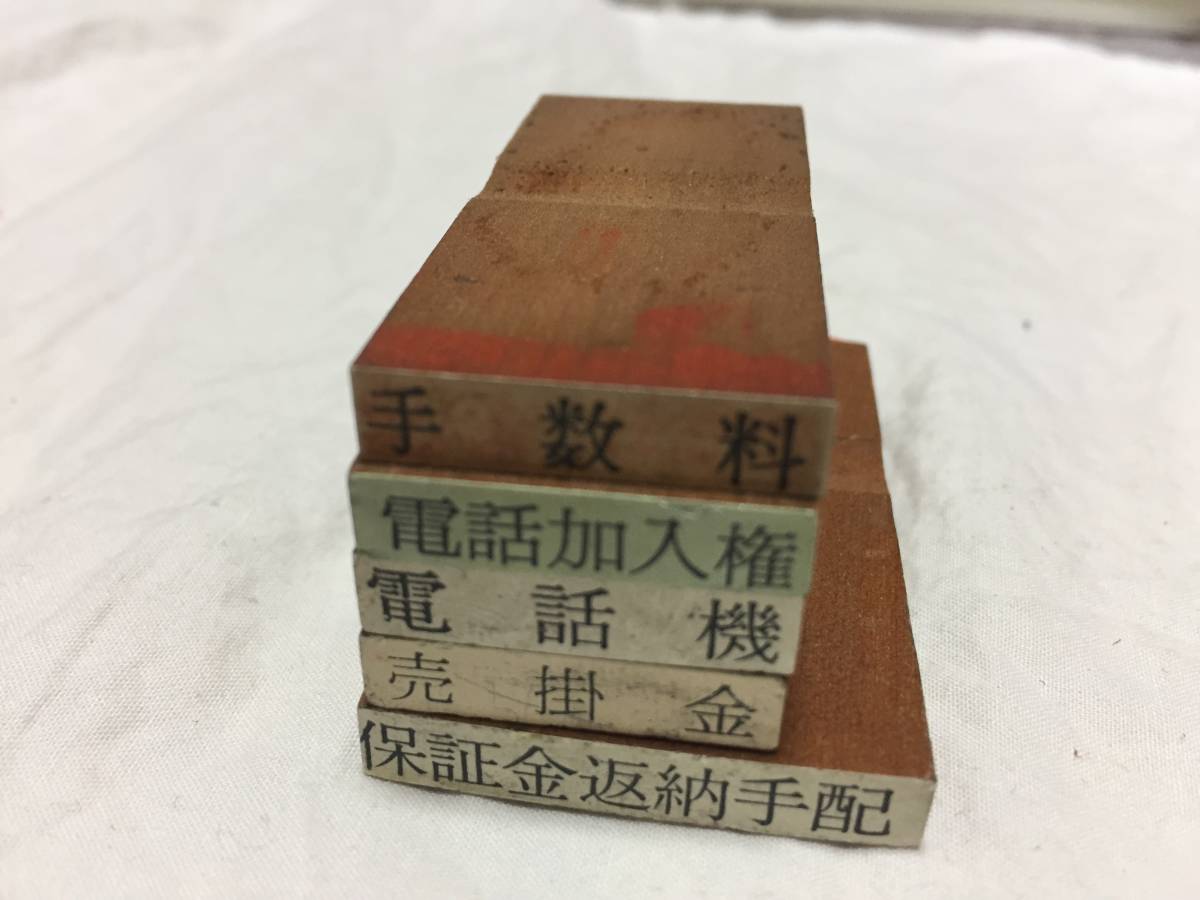 手数料
電話加入権
電話機
売掛金
保証金返納手配